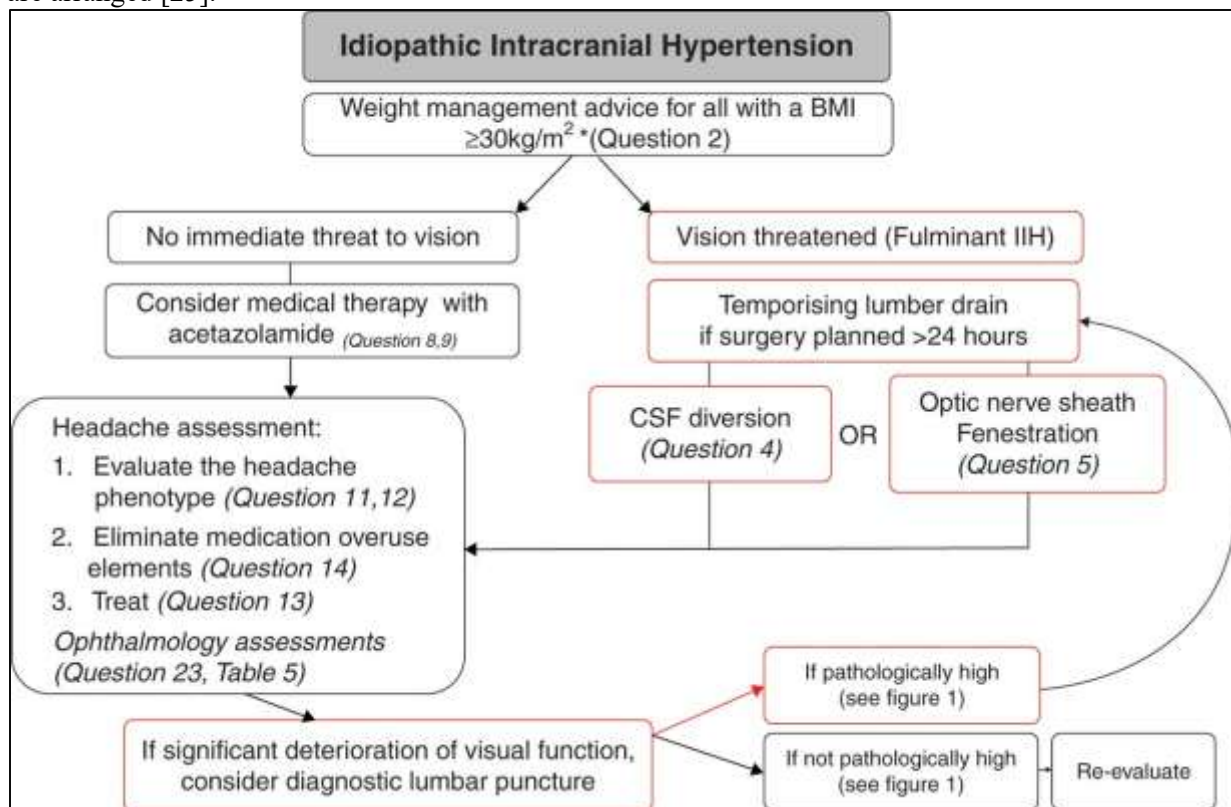 Idiopathic Intracranial Hypertension
Weight management advice for all with a BMI
≥30kg/m² *(Question 2)
No immediate threat to vision
Vision threatened (Fulminant IIH)
Consider medical therapy with
acetazolamide (Question 8,9)
Temporising lumber drain
if surgery planned >24 hours
CSF diversion
(Question 4)
OR
Optic nerve sheath
Fenestration
(Question 5)
Headache assessment:
1. Evaluate the headache
phenotype (Question 11,12)
2. Eliminate medication overuse
elements (Question 14)
3. Treat (Question 13)
Ophthalmology assessments
(Question 23, Table 5)
If significant deterioration of visual function,
consider diagnostic lumbar puncture
If pathologically high
(see figure 1)
If not pathologically high
(see figure 1)
Re-evaluate